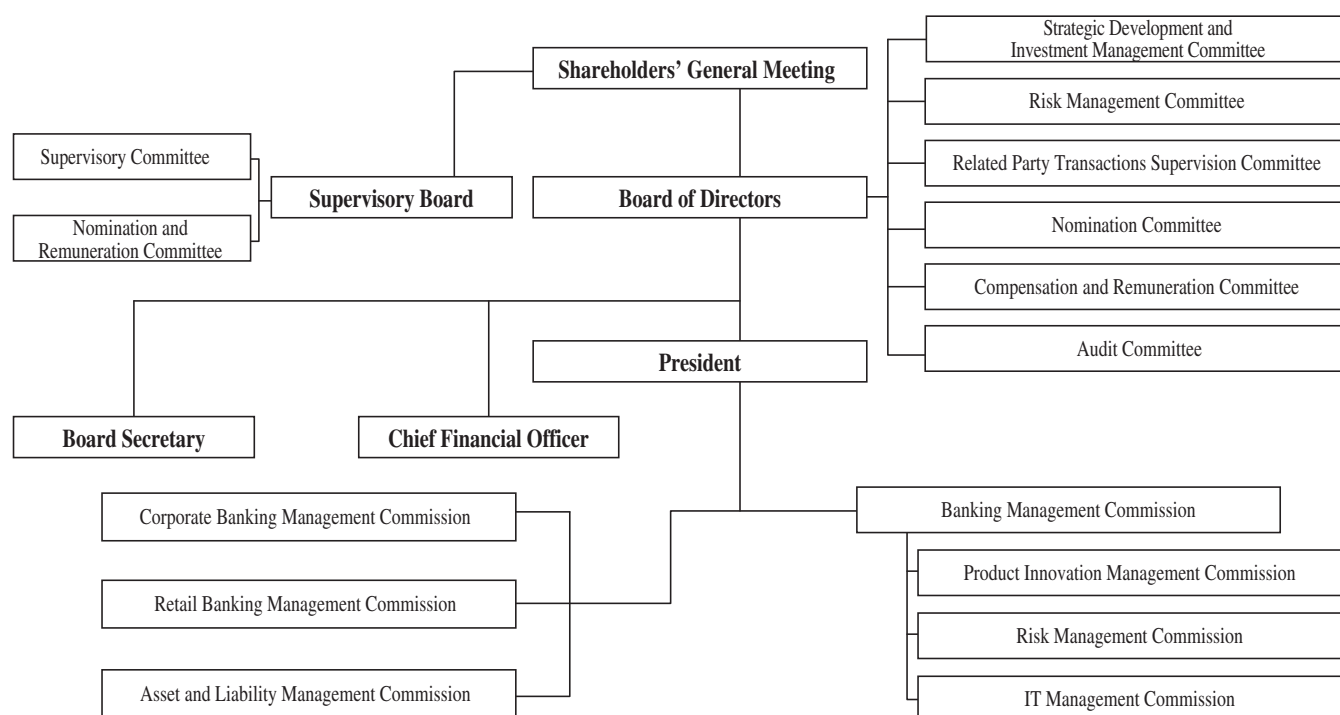 Strategic Development and
Investment Management Committee
Shareholders’ General Meeting
Risk Management Committee
Supervisory Committee
Related Party Transactions Supervision Committee
Supervisory Board
Board of Directors
Nomination and
Remuneration Committee
Nomination Committee
Compensation and Remuneration Committee
President
Audit Committee
Board Secretary
Chief Financial Officer
Corporate Banking Management Commission
Banking Management Commission
Product Innovation Management Commission
Retail Banking Management Commission
Risk Management Commission
Asset and Liability Management Commission
IT Management Commission